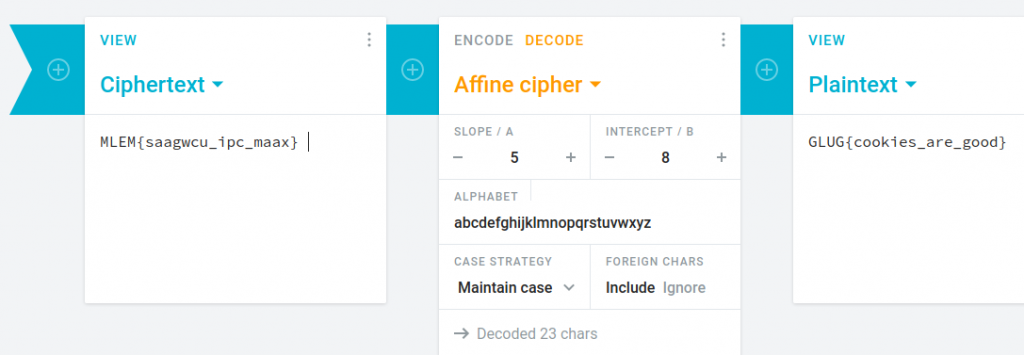 VIEW
Ciphertext
MLEM{saagwcu_ipc_maax}
ENCODE DECODE
Affine cipher
SLOPE / A
− 5 +
INTERCEPT / B
− 8 +
ALPHABET
abcdefghijklmnopqrstuvwxyz
CASE STRATEGY
Maintain case
FOREIGN CHARS
Include Ignore
→ Decoded 23 chars
VIEW
Plaintext
GLUG{cookies_are_good}